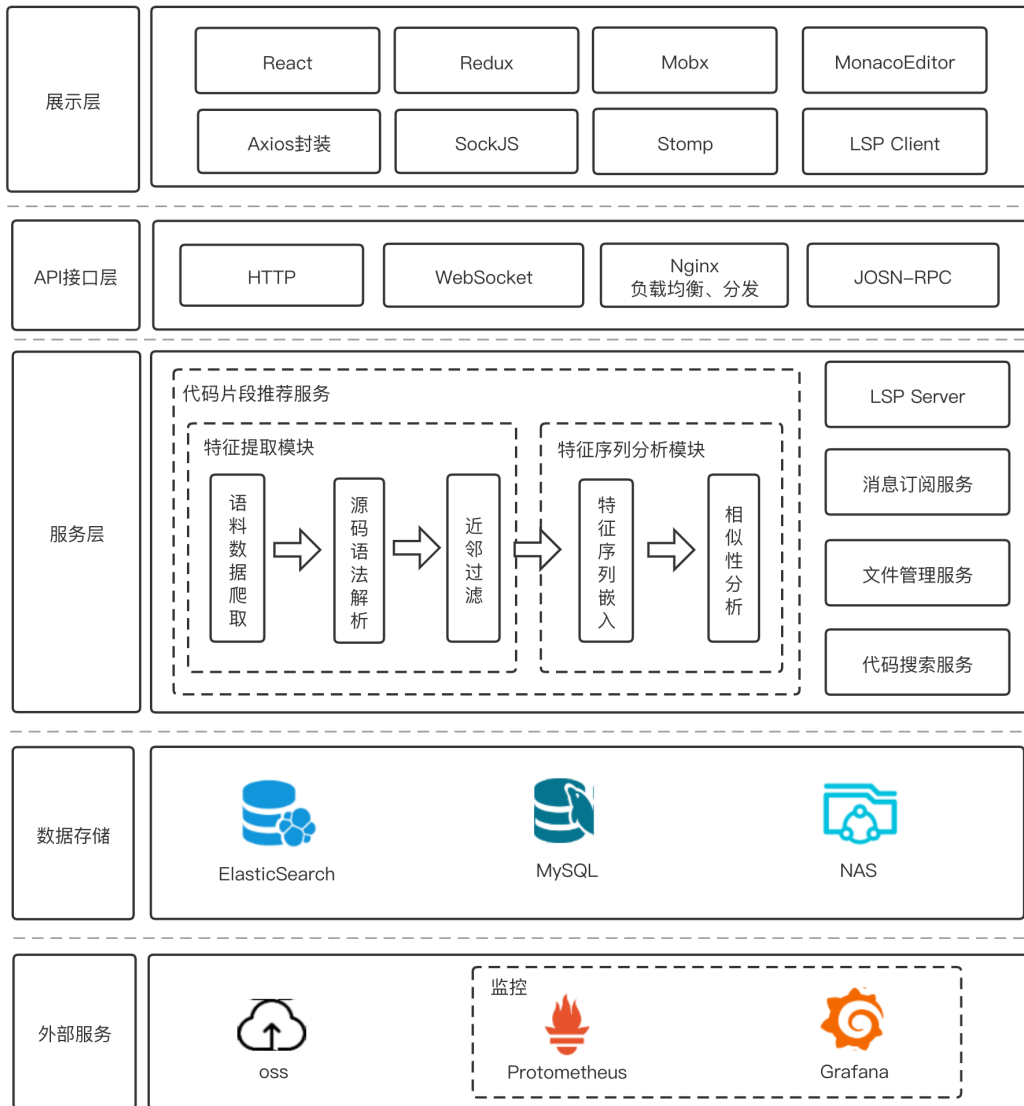 展示层
React
Redux
Mobx
MonacoEditor
Axios封装
SockJS
Stomp
LSP Client
API接口层
HTTP
WebSocket
Nginx
负载均衡、分发
JOSN-RPC
服务层
代码片段推荐服务
特征提取模块
语料数据爬取
源码语法解析
近邻过滤
特征序列分析模块
特征序列嵌入
相似性分析
LSP Server
消息订阅服务
文件管理服务
代码搜索服务
数据存储
ElasticSearch
MySQL
NAS
外部服务
oss
监控
Protometheus
Grafana